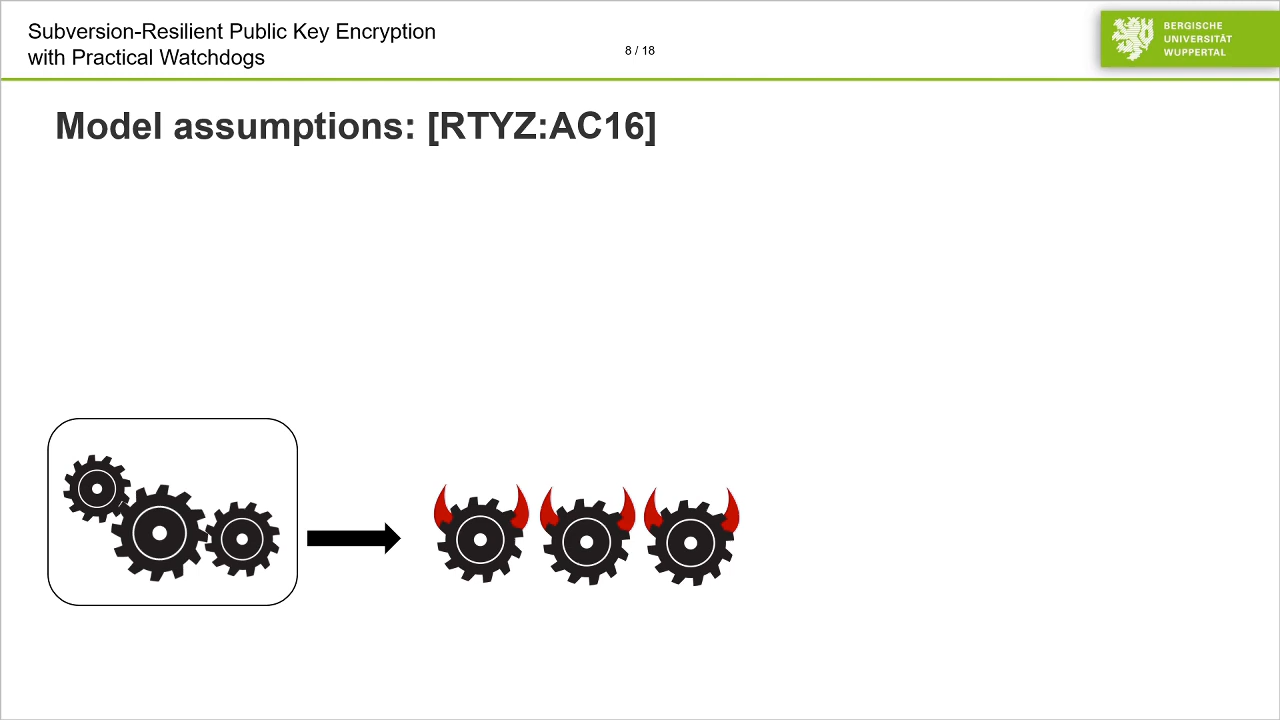 Subversion-Resilient Public Key Encryption
with Practical Watchdogs
8 / 18
BERGISCHE
UNIVERSITÄT
WUPPERTAL
Model assumptions: [RTYZ:AC16]